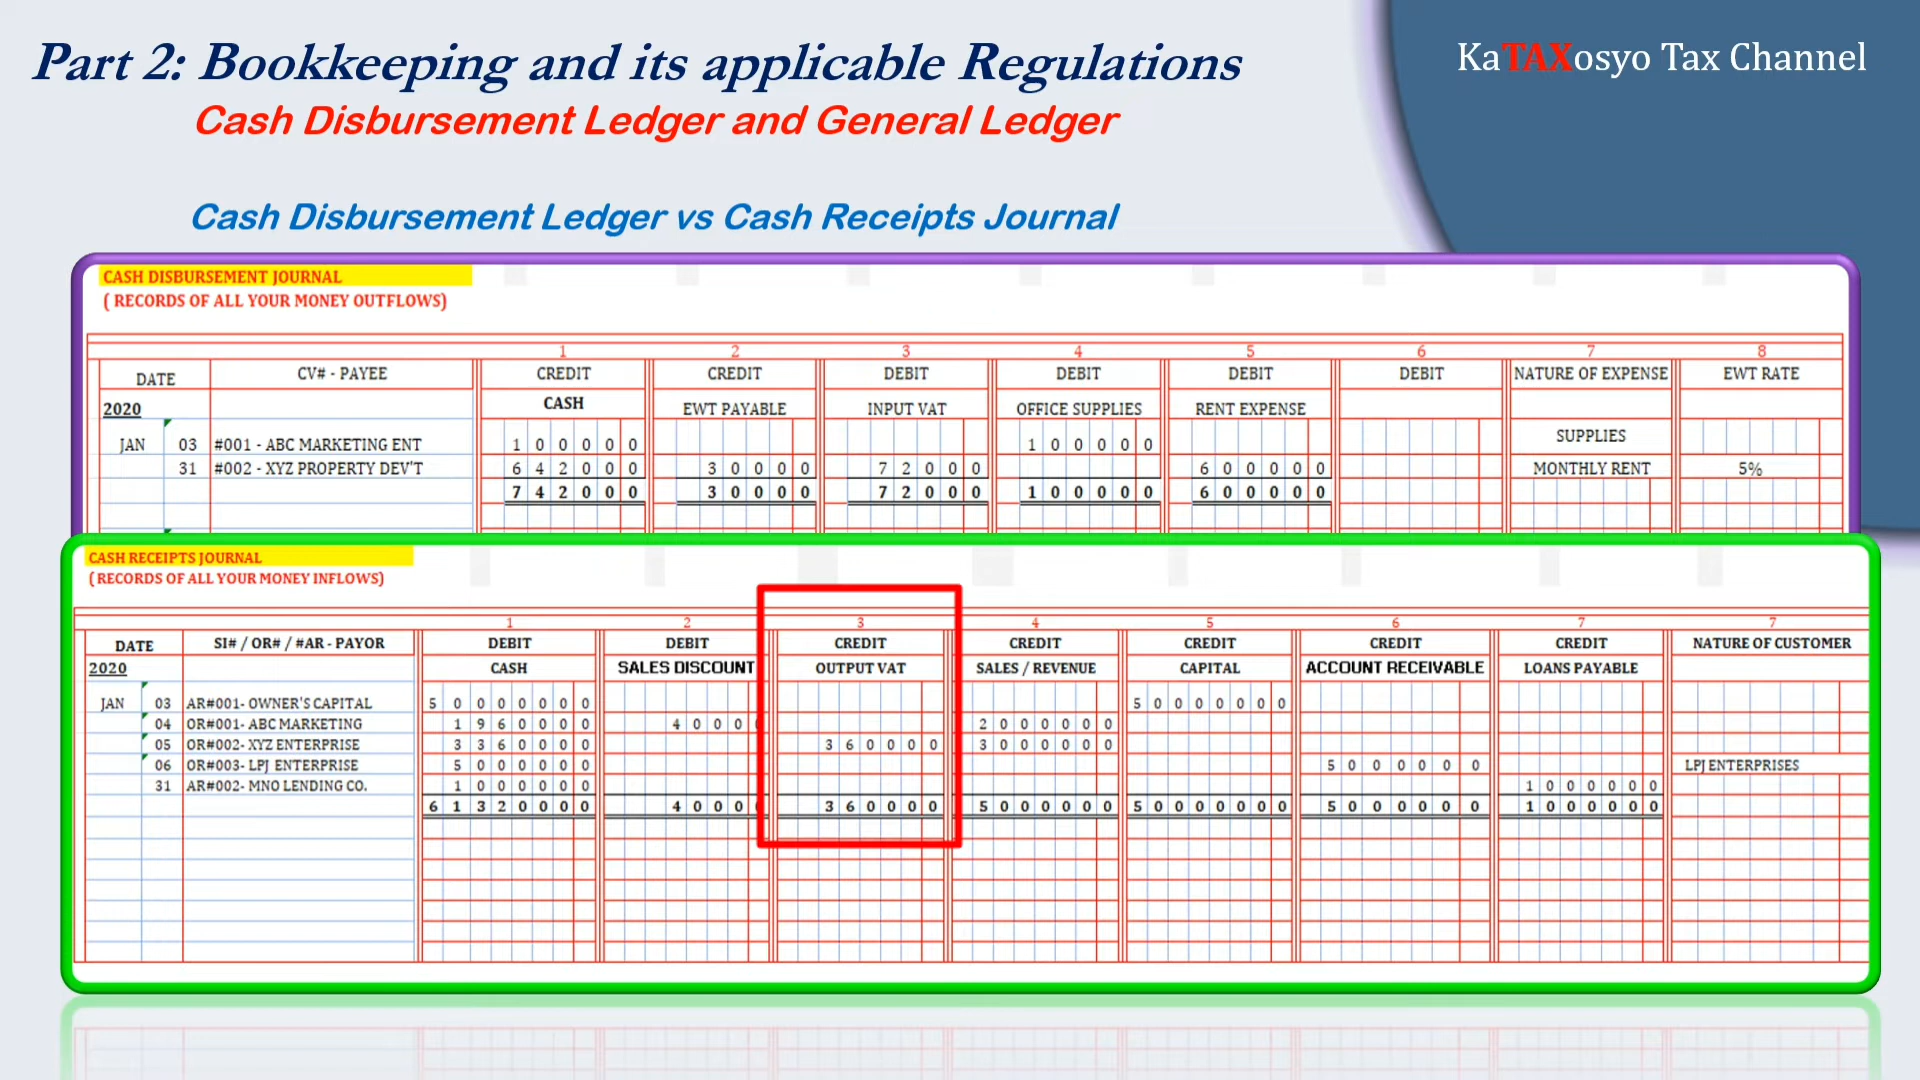 Part 2: Bookkeeping and its applicable Regulations
KaTAXosyo Tax Channel
Cash Disbursement Ledger and General Ledger
Cash Disbursement Ledger vs Cash Receipts Journal
CASH DISBURSEMENT JOURNAL
( RECORDS OF ALL YOUR MONEY OUTFLOWS)
1 2 3 4 5 6 7 8
DATE CV# - PAYEE CREDIT CREDIT DEBIT DEBIT DEBIT DEBIT NATURE OF EXPENSE EWT RATE
2020 CASH EWT PAYABLE INPUT VAT OFFICE SUPPLIES RENT EXPENSE
JAN 03 #001 - ABC MARKETING ENT 1 0 0 0 0 0 1 0 0 0 0 0 SUPPLIES
31 #002 - XYZ PROPERTY DEV'T 6 4 2 0 0 0 3 0 0 0 0 7 2 0 0 0 6 0 0 0 0 0 MONTHLY RENT 5%
7 4 2 0 0 0 3 0 0 0 0 7 2 0 0 0 1 0 0 0 0 0 6 0 0 0 0 0
CASH RECEIPTS JOURNAL
( RECORDS OF ALL YOUR MONEY INFLOWS)
1 2 3 4 5 6 7 7
DATE SI# / OR# / #AR - PAYOR DEBIT DEBIT CREDIT CREDIT CREDIT CREDIT CREDIT NATURE OF CUSTOMER
2020 CASH SALES DISCOUNT OUTPUT VAT SALES / REVENUE CAPITAL ACCOUNT RECEIVABLE LOANS PAYABLE
JAN 03 AR#001- OWNER'S CAPITAL 5 0 0 0 0 0 0 0 5 0 0 0 0 0 0 0
04 OR#001- ABC MARKETING 1 9 6 0 0 0 0 4 0 0 0 2 0 0 0 0 0 0
05 OR#002- XYZ ENTERPRISE 3 3 6 0 0 0 0 3 6 0 0 0 0 3 0 0 0 0 0 0
06 OR#003- LPJ ENTERPRISE 5 0 0 0 0 0 0 5 0 0 0 0 0 0 LPJ ENTERPRISES
31 AR#002- MNO LENDING CO. 1 0 0 0 0 0 0 1 0 0 0 0 0 0
6 1 3 2 0 0 0 0 4 0 0 0 3 6 0 0 0 0 5 0 0 0 0 0 0 5 0 0 0 0 0 0 0 5 0 0 0 0 0 0 1 0 0 0 0 0 0